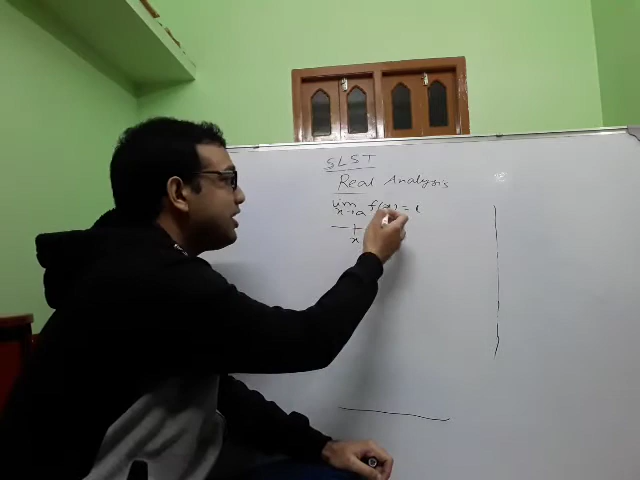 SLST
Real Analysis
lim f(x) = l
x→a
x